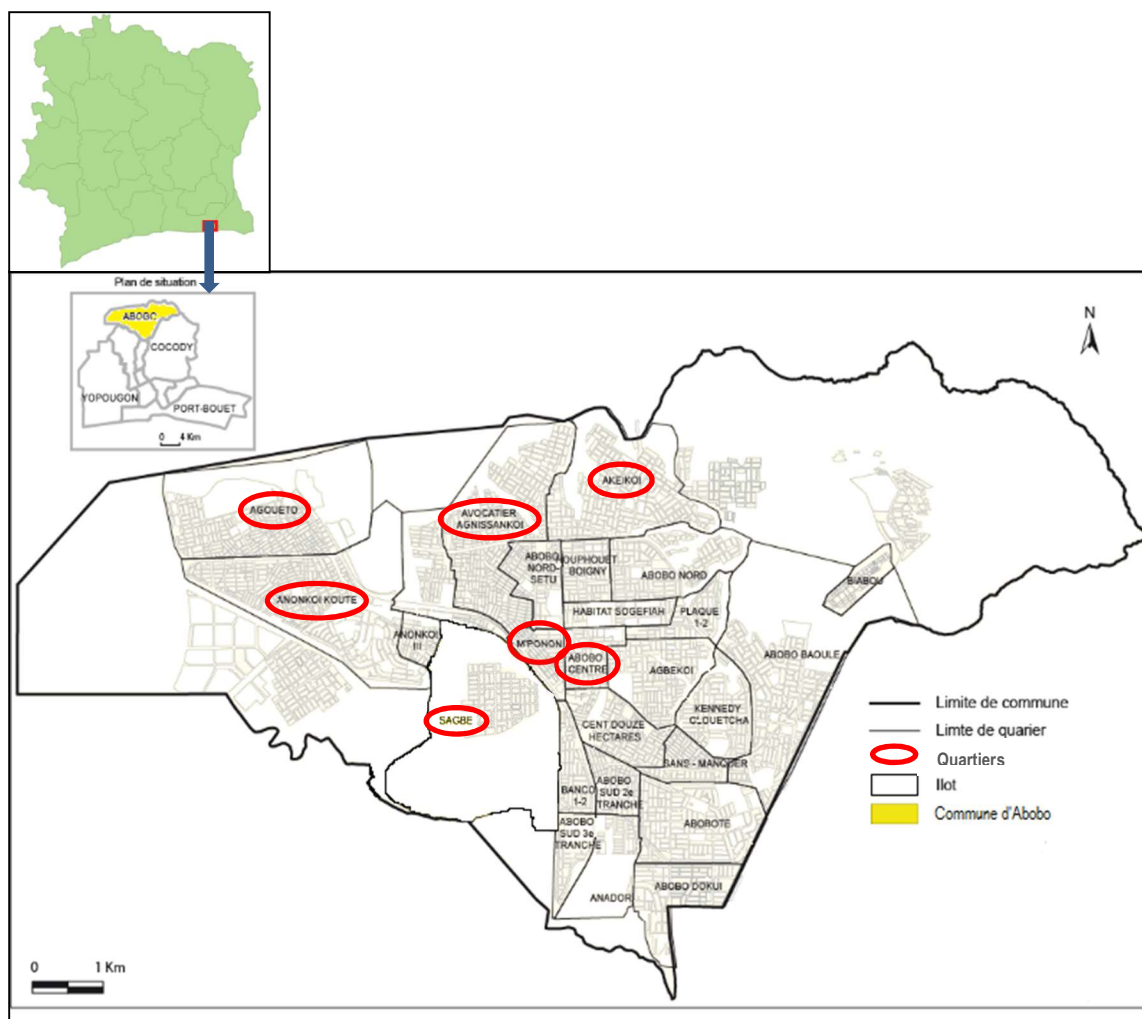 Plan de situation
ABOBO
COCODY
YOPOUGON
PORT-BOUET
0 4 Km
N
AKEIKOI
AGOUETO
AVOCATIER
AGNISSANKOI
ABOBO
NORD-
SETU
HOUPHOUET
BOIGNY
ABOBO NORD
BIABOU
ANONKOI KOUTE
HABITAT SOGEFIAH
PLAQUE
1-2
ANONKOI
III
M'PONON
ABOBO
CENTRE
AGBEKOI
ABOBO BAOULE
SAGBE
KENNEDY
CLOUETCHA
CENT DOUZE
HECTARES
SANS - MANQUER
BANCO
1-2
ABOBO
SUD 2e
TRANCHE
ABOBO
SUD 3e
TRANCHE
ABOBOTE
ANADOR
ABOBO DOKUI
Limite de commune
Limte de quarier
Quartiers
Ilot
Commune d'Abobo
0 1 Km